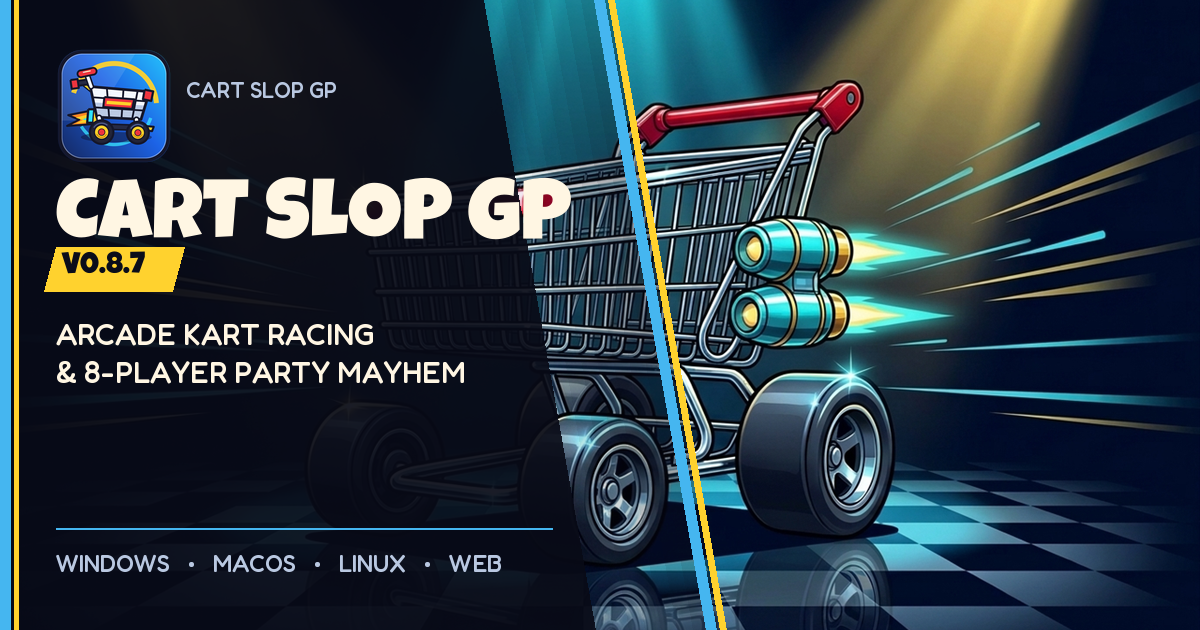 CART SLOP GP
CART SLOP GP
V0.8.7
ARCADE KART RACING
& 8-PLAYER PARTY MAYHEM
WINDOWS • MACOS • LINUX • WEB